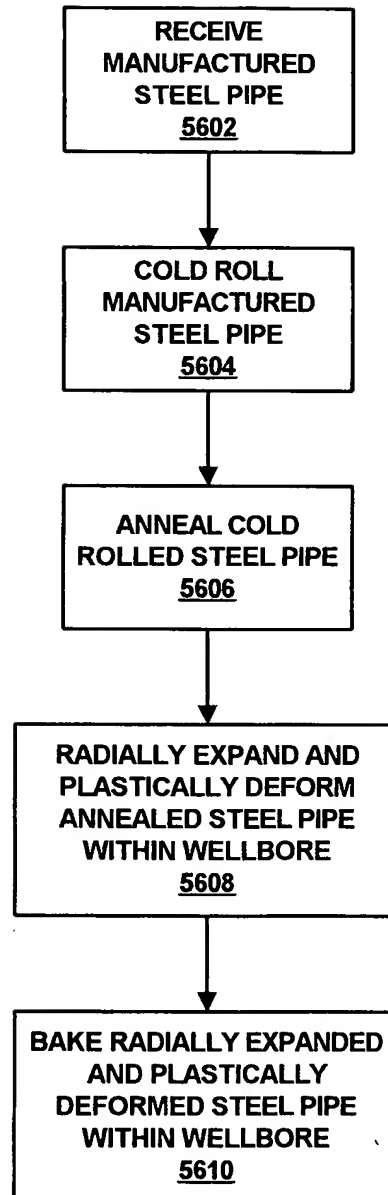 RECEIVE
MANUFACTURED
STEEL PIPE
5602
COLD ROLL
MANUFACTURED
STEEL PIPE
5604
ANNEAL COLD
ROLLED STEEL PIPE
5606
RADIALLY EXPAND AND
PLASTICALLY DEFORM
ANNEALED STEEL PIPE
WITHIN WELLBORE
5608
BAKE RADIALLY EXPANDED
AND PLASTICALLY
DEFORMED STEEL PIPE
WITHIN WELLBORE
5610